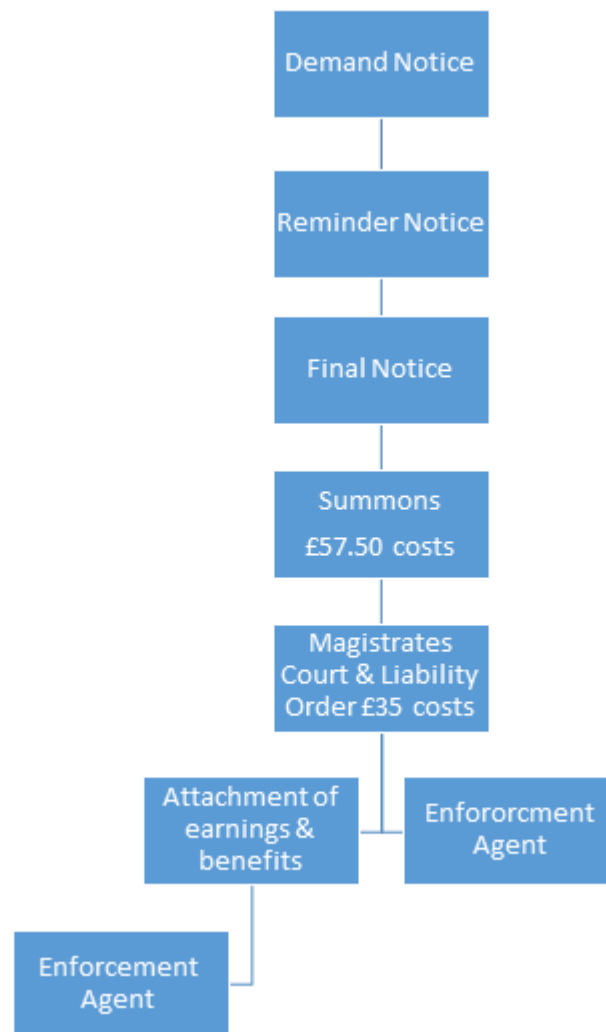 Demand Notice
Reminder Notice
Final Notice
Summons
£57.50 costs
Magistrates
Court & Liability
Order £35 costs
Attachment of
earnings &
benefits
Enfororcment
Agent
Enforcement
Agent